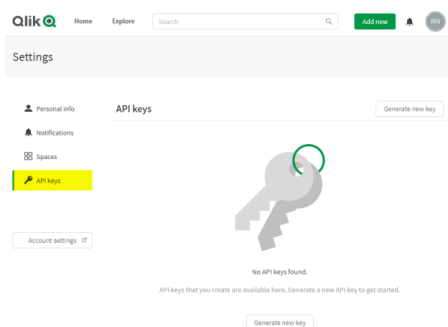 Qlik Home Explore Search Add new RN
Settings
Personal info
Notifications
Spaces
API keys
Account settings
API keys Generate new key
No API keys found.
API keys that you create are available here. Generate a new API key to get started.
Generate new key